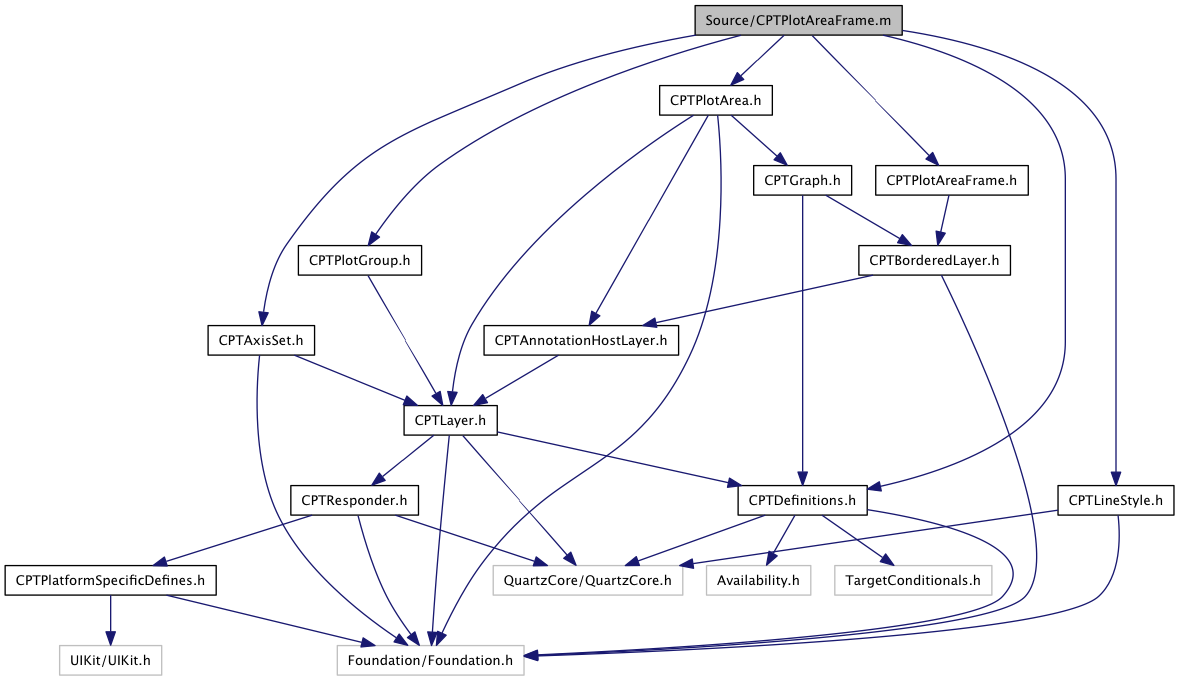 Source/CPTPlotAreaFrame.m
CPTPlotArea.h
CPTGraph.h
CPTPlotAreaFrame.h
CPTPlotGroup.h
CPTBorderedLayer.h
CPTAxisSet.h
CPTAnnotationHostLayer.h
CPTLayer.h
CPTResponder.h
CPTDefinitions.h
CPTLineStyle.h
CPTPlatformSpecificDefines.h
QuartzCore/QuartzCore.h
Availability.h
TargetConditionals.h
UIKit/UIKit.h
Foundation/Foundation.h